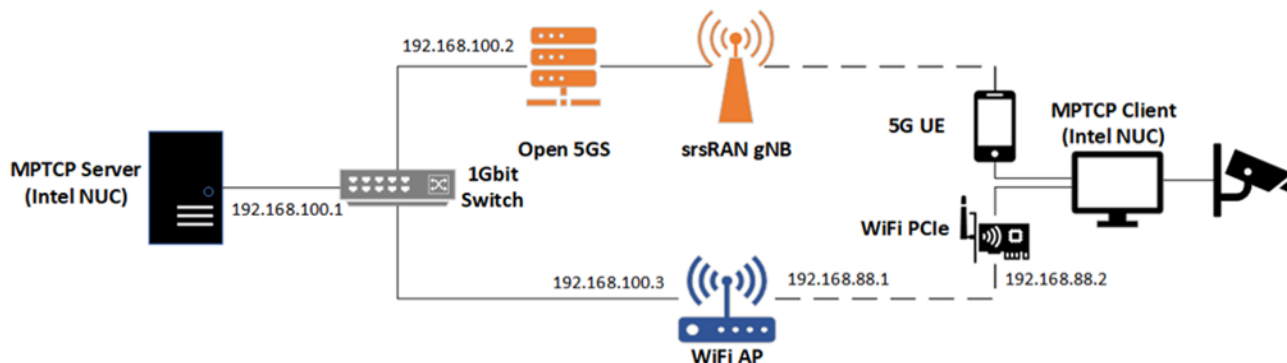 192.168.100.2
Open 5GS
srsRAN gNB
5G UE
MPTCP Client
(Intel NUC)
MPTCP Server
(Intel NUC)
192.168.100.1
1Gbit
Switch
WiFi PCIe
192.168.100.3
192.168.88.1
192.168.88.2
WiFi AP